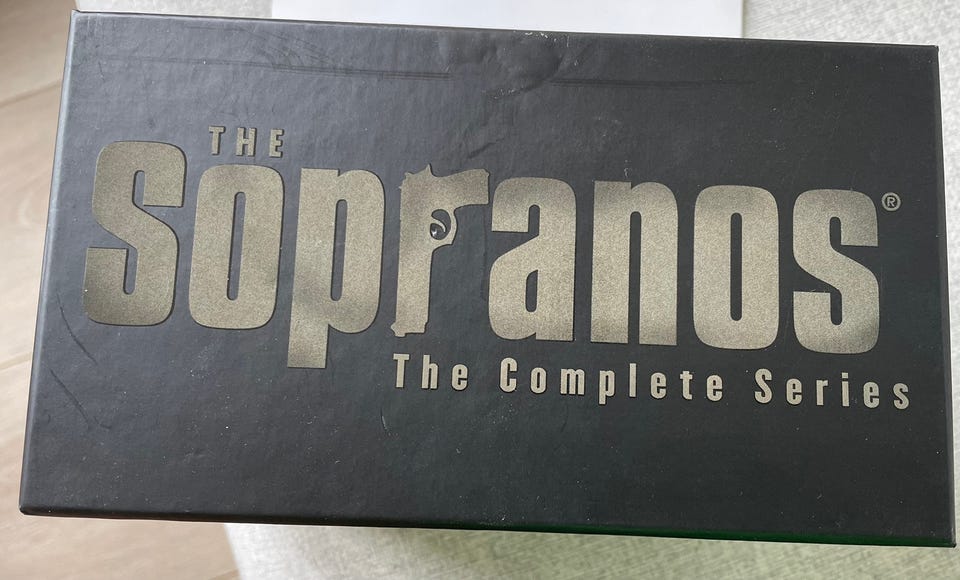 THE
Sopranos®
The Complete Series